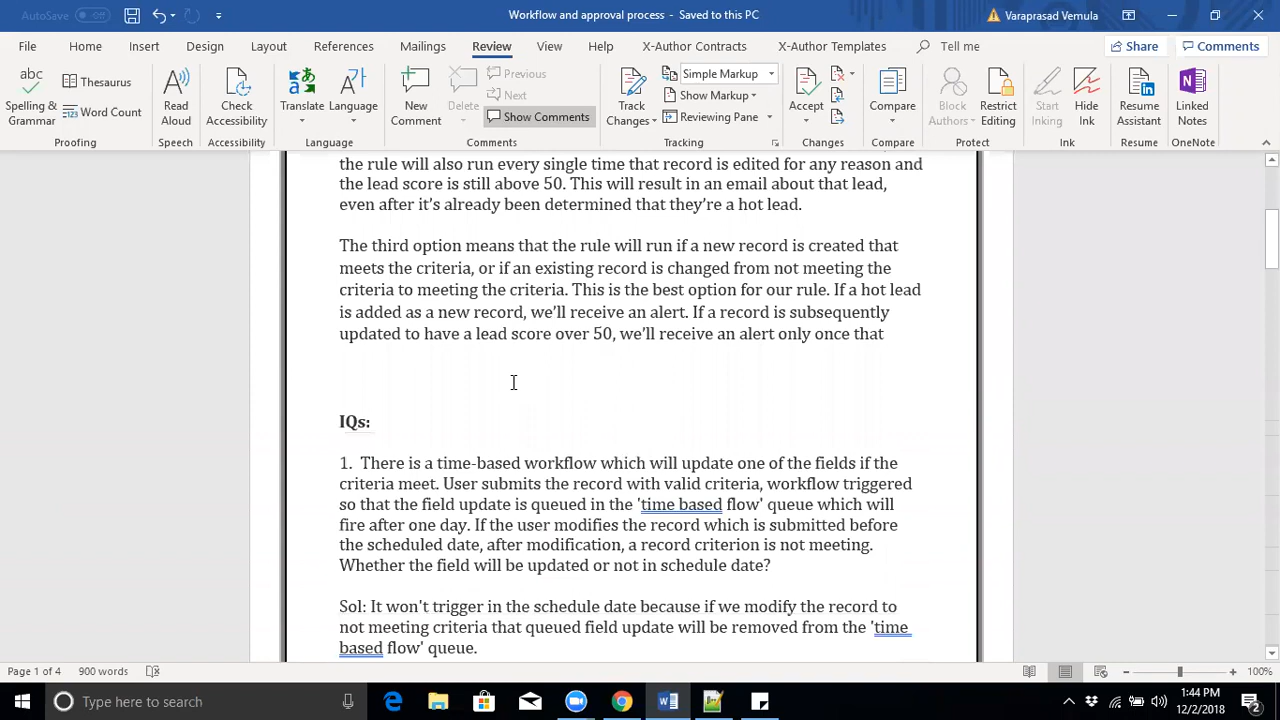 AutoSave Off Workflow and approval process - Saved to this PC Varaprasad Vemula
File Home Insert Design Layout References Mailings Review View Help X-Author Contracts X-Author Templates Tell me Share Comments
abc Thesaurus Read Check Translate Language New Delete Previous Track Simple Markup Accept Compare Block Restrict Start Hide Resume Linked
Spelling & Word Count Aloud Accessibility Comment Next Changes Show Markup Authors Editing Inking Ink Assistant Notes
Grammar Show Comments Reviewing Pane
Proofing Speech Accessibility Language Comments Tracking Changes Compare Protect Ink Resume OneNote
the rule will also run every single time that record is edited for any reason and
the lead score is still above 50. This will result in an email about that lead,
even after it’s already been determined that they’re a hot lead.
The third option means that the rule will run if a new record is created that
meets the criteria, or if an existing record is changed from not meeting the
criteria to meeting the criteria. This is the best option for our rule. If a hot lead
is added as a new record, we’ll receive an alert. If a record is subsequently
updated to have a lead score over 50, we’ll receive an alert only once that
IQs:
1. There is a time-based workflow which will update one of the fields if the
criteria meet. User submits the record with valid criteria, workflow triggered
so that the field update is queued in the 'time based flow' queue which will
fire after one day. If the user modifies the record which is submitted before
the scheduled date, after modification, a record criterion is not meeting.
Whether the field will be updated or not in schedule date?
Sol: It won't trigger in the schedule date because if we modify the record to
not meeting criteria that queued field update will be removed from the 'time
based flow' queue.
Page 1 of 4 900 words 100%
Type here to search 1:44 PM
12/2/2018 2